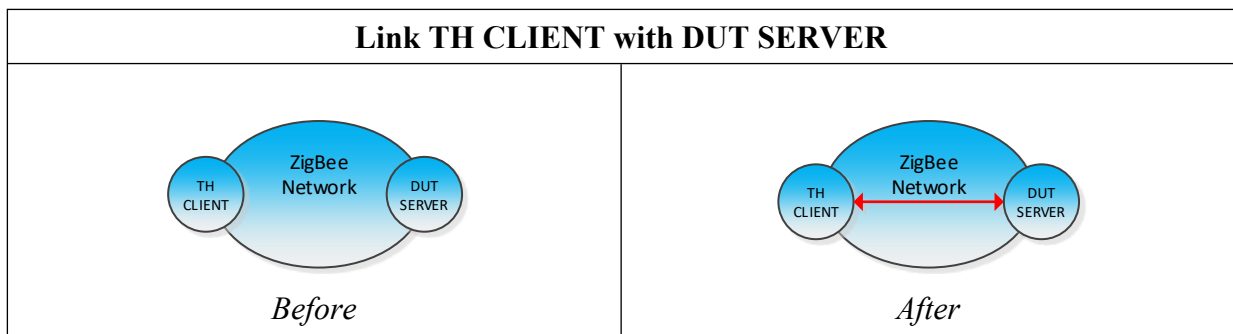 Link TH CLIENT with DUT SERVER
ZigBee
Network
TH
CLIENT
DUT
SERVER
Before
ZigBee
Network
TH
CLIENT
DUT
SERVER
After